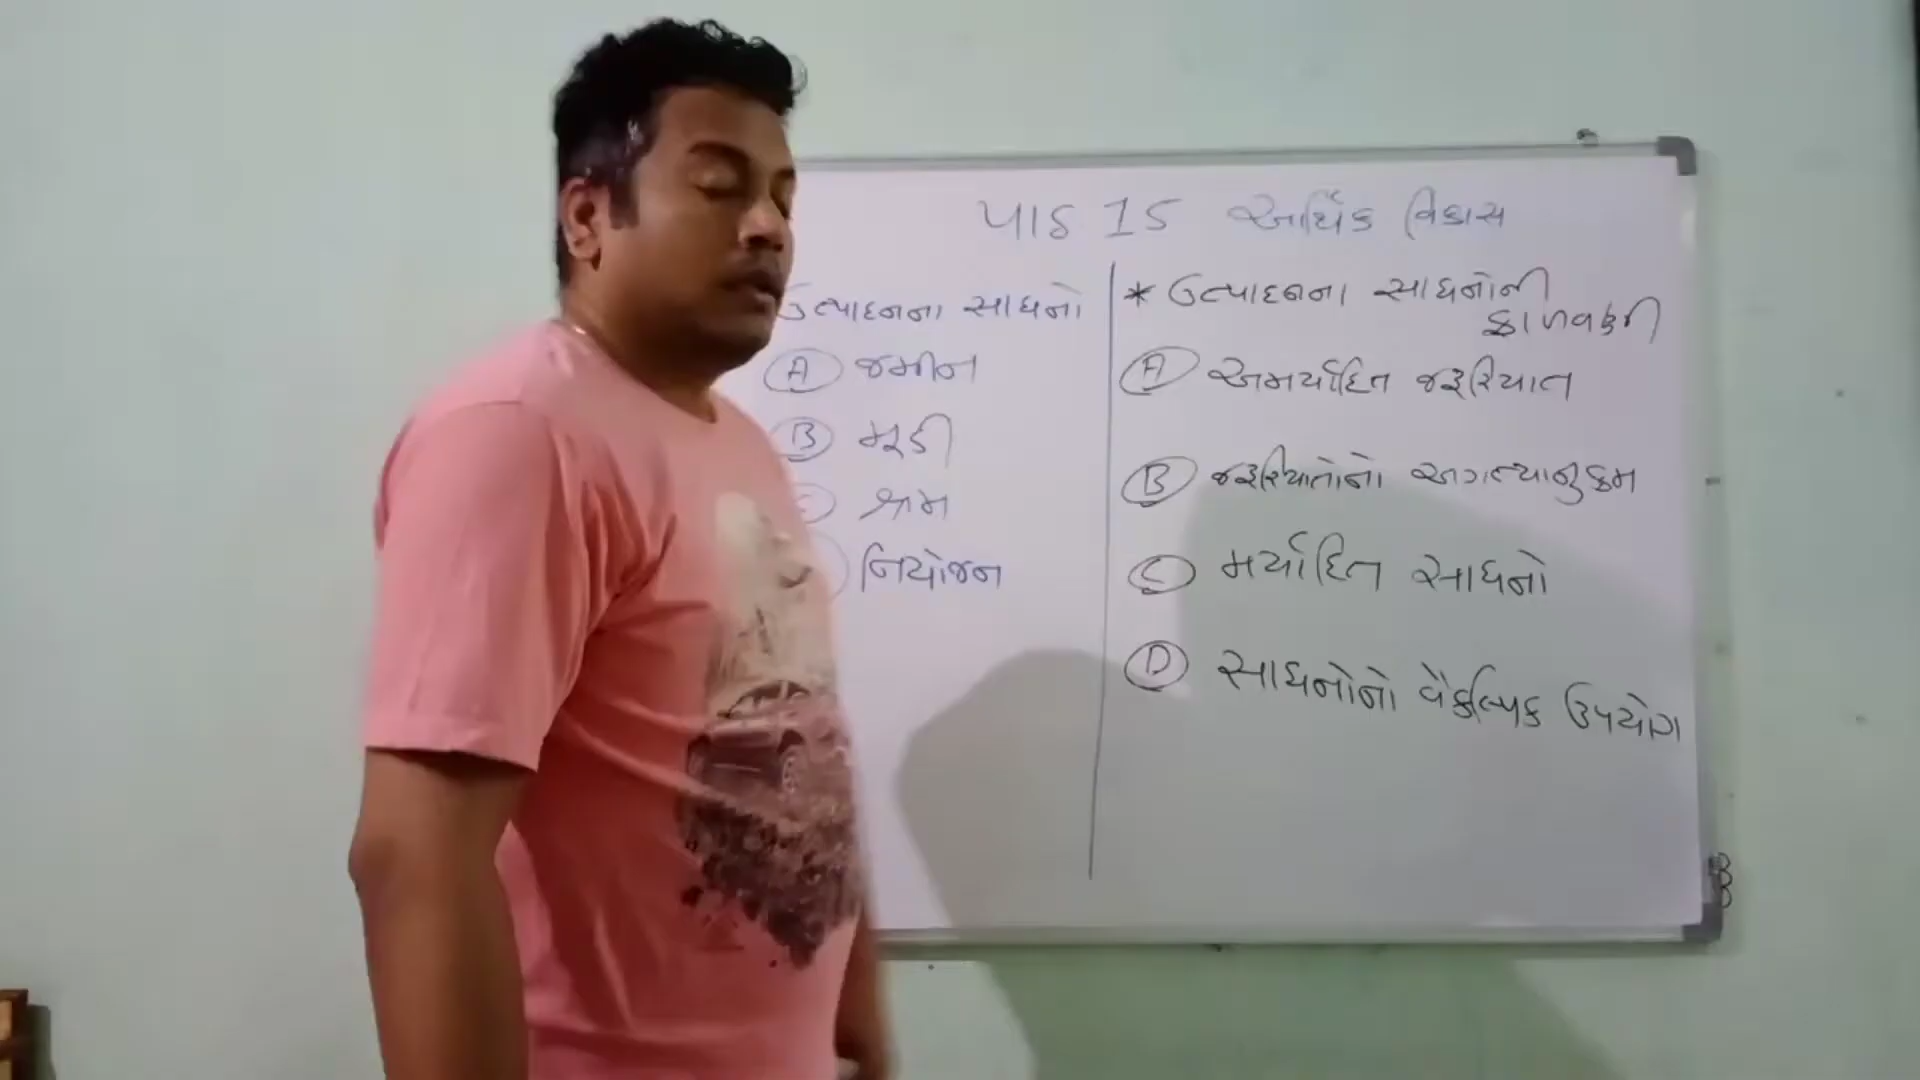 પાઠ 15 આર્થિક વિકાસ
ઉત્પાદનના સાધનો
A જમીન
B મૂડી
C શ્રમ
નિયોજન
* ઉત્પાદનના સાધનોની
ફાળવણી
A અમર્યાદિત જરૂરિયાત
B જરૂરિયાતોનો અગત્યાનુક્રમ
C મર્યાદિત સાધનો
D સાધનોનો વૈકલ્પિક ઉપયોગ